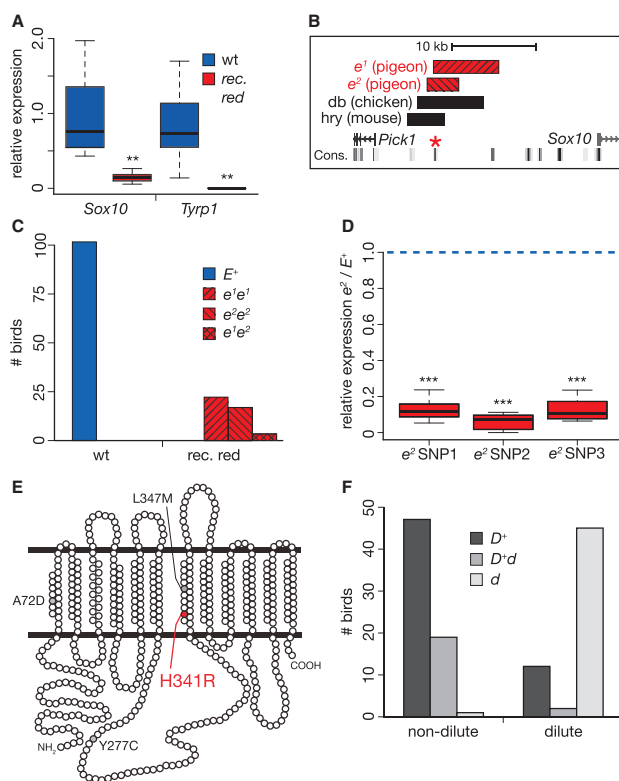 A
relative expression
2.0
1.0
0
wt
rec.
red
**
**
Sox10
Tyrp1
B
10 kb
e¹ (pigeon)
e² (pigeon)
db (chicken)
hry (mouse)
Pick1
*
Sox10
Cons.
C
# birds
100
75
50
25
0
E⁺
e¹e¹
e²e²
e¹e²
wt
rec. red
D
relative expression e² / E⁺
1.0
0.8
0.6
0.4
0.2
0
***
***
***
e² SNP1
e² SNP2
e² SNP3
E
L347M
A72D
H341R
COOH
NH₂
Y277C
F
# birds
50
40
30
20
10
0
D⁺
D⁺d
d
non-dilute
dilute